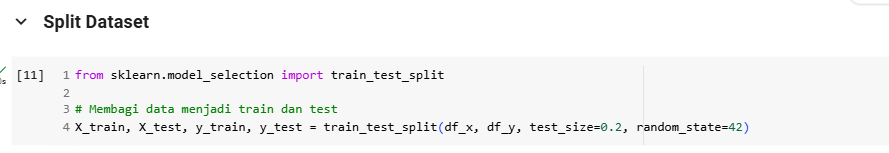 Split Dataset
[11] 1 from sklearn.model_selection import train_test_split
2
3 # Membagi data menjadi train dan test
4 X_train, X_test, y_train, y_test = train_test_split(df_x, df_y, test_size=0.2, random_state=42)